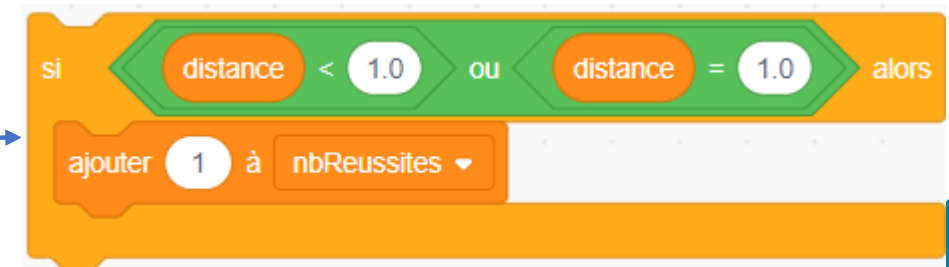 si distance < 1.0 ou distance = 1.0 alors
ajouter 1 à nbReussites